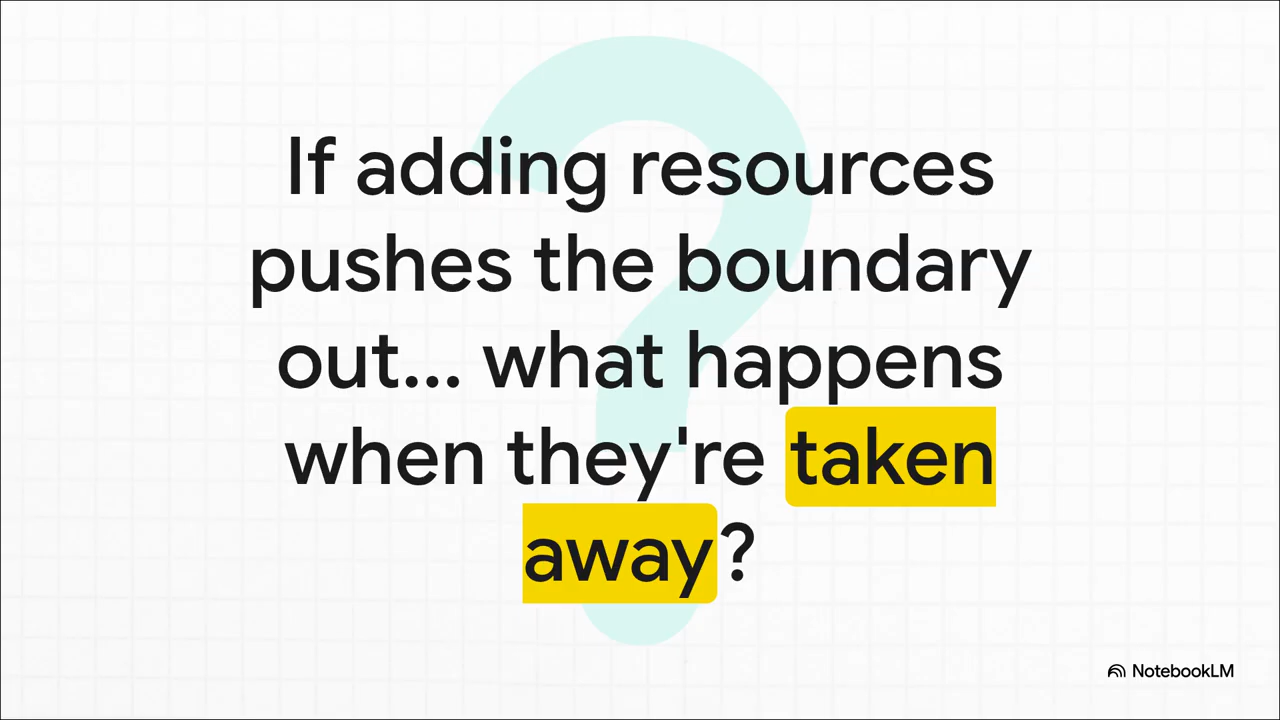 If adding resources
pushes the boundary
out... what happens
when they're taken
away?
NotebookLM